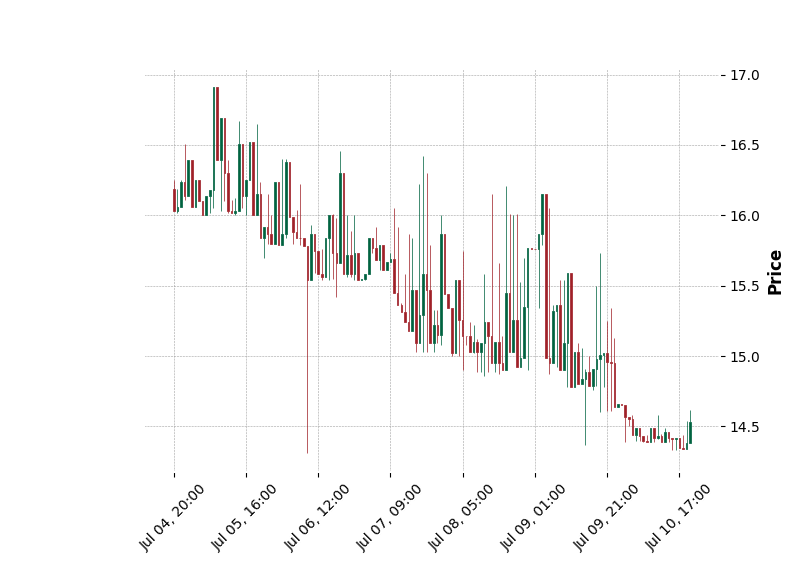 17.0
16.5
16.0
15.5
15.0
14.5
Price
Jul 04, 20:00
Jul 05, 16:00
Jul 06, 12:00
Jul 07, 09:00
Jul 08, 05:00
Jul 09, 01:00
Jul 09, 21:00
Jul 10, 17:00